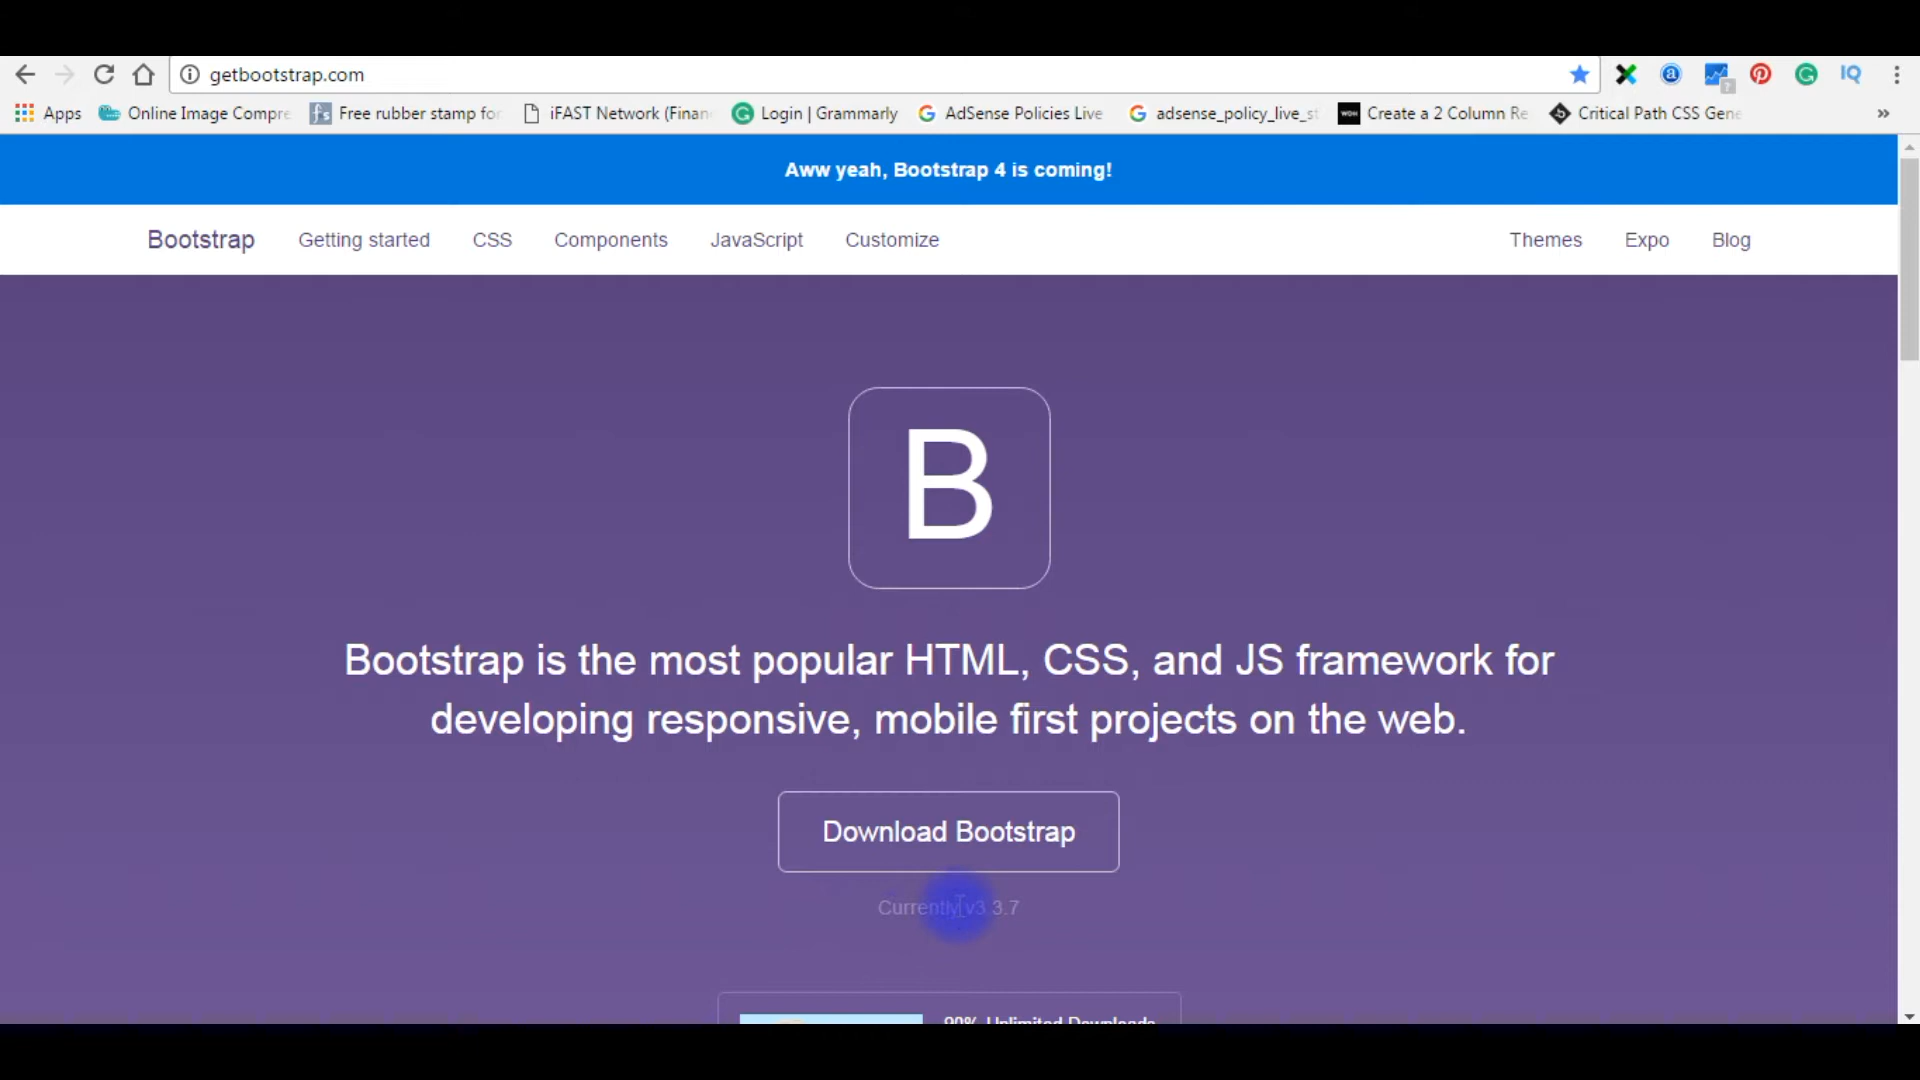 getbootstrap.com
Apps Online Image Compre Free rubber stamp for iFAST Network (Finan Login | Grammarly AdSense Policies Live adsense_policy_live_st Create a 2 Column Re Critical Path CSS Gene »
Aww yeah, Bootstrap 4 is coming!
Bootstrap Getting started CSS Components JavaScript Customize Themes Expo Blog
B
Bootstrap is the most popular HTML, CSS, and JS framework for
developing responsive, mobile first projects on the web.
Download Bootstrap
Currently v3.3.7
90% Unlimited Downloads